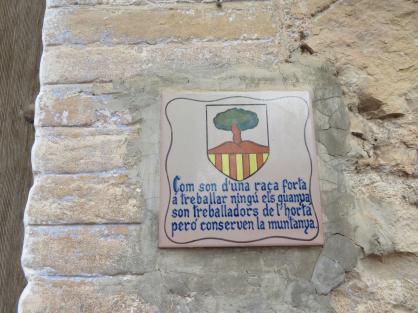 Com son d'una raça forta
a treballar ningú els guanya
son treballadors de l'horta
però conserven la muntanya.